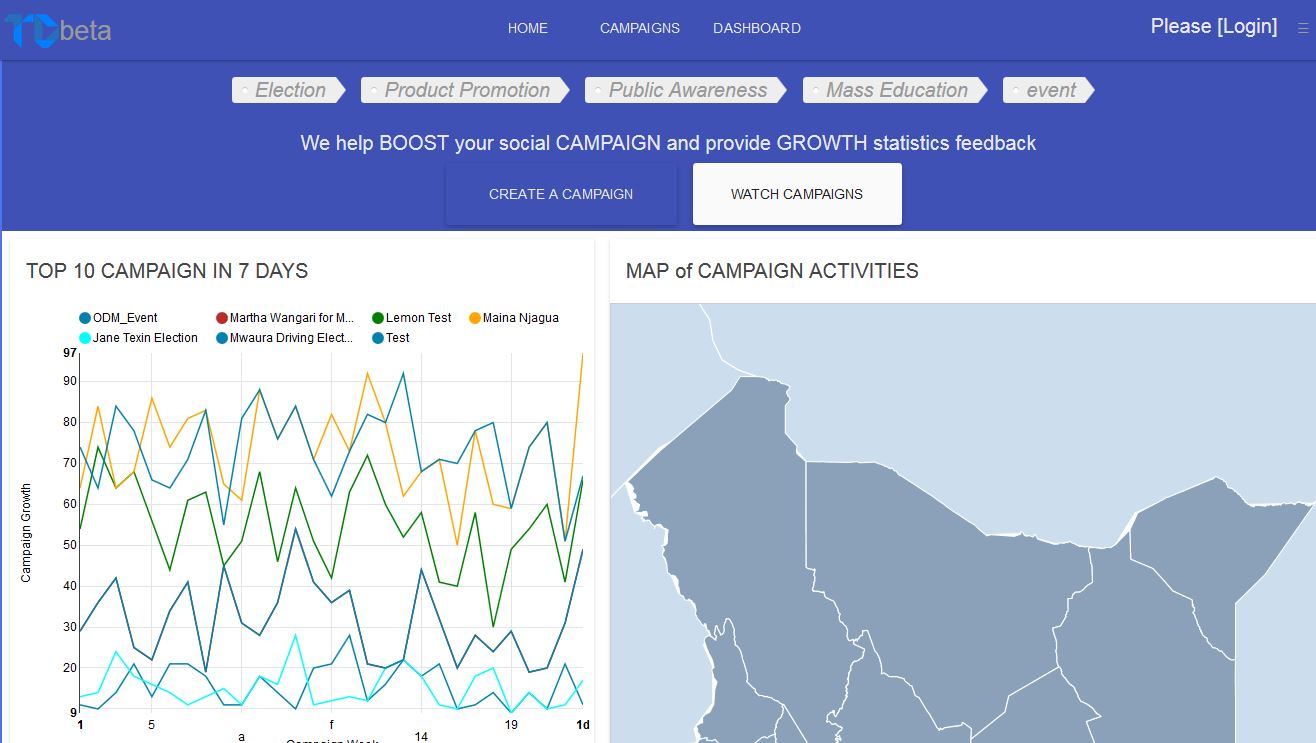 TC beta
HOME CAMPAIGNS DASHBOARD
Please [Login]
Election Product Promotion Public Awareness Mass Education event
We help BOOST your social CAMPAIGN and provide GROWTH statistics feedback
CREATE A CAMPAIGN WATCH CAMPAIGNS
TOP 10 CAMPAIGN IN 7 DAYS
ODM_Event Martha Wangari for M... Lemon Test Maina Njagua
Jane Texin Election Mwaura Driving Elect... Test
97
90
80
70
60
50
40
30
20
9
Campaign Growth
1 5 a f 14 19 1d
Campaign Week
MAP of CAMPAIGN ACTIVITIES